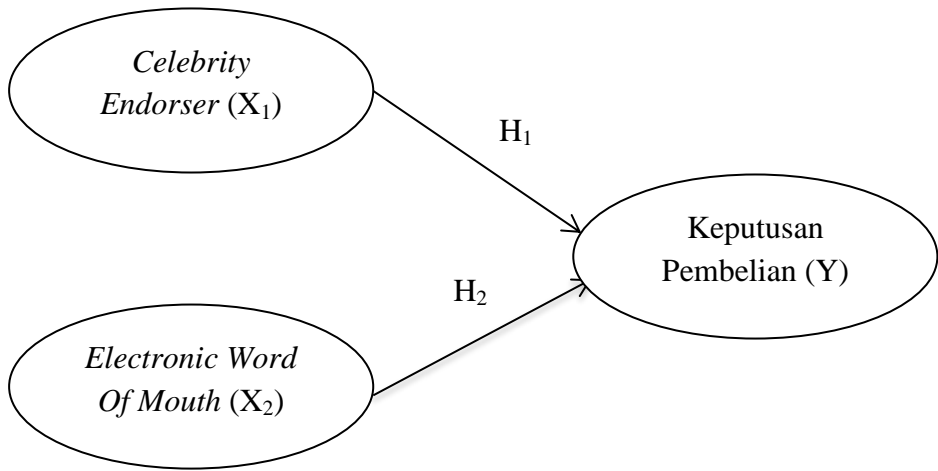 Celebrity
Endorser (X₁)
H₁
Keputusan
Pembelian (Y)
H₂
Electronic Word
Of Mouth (X₂)